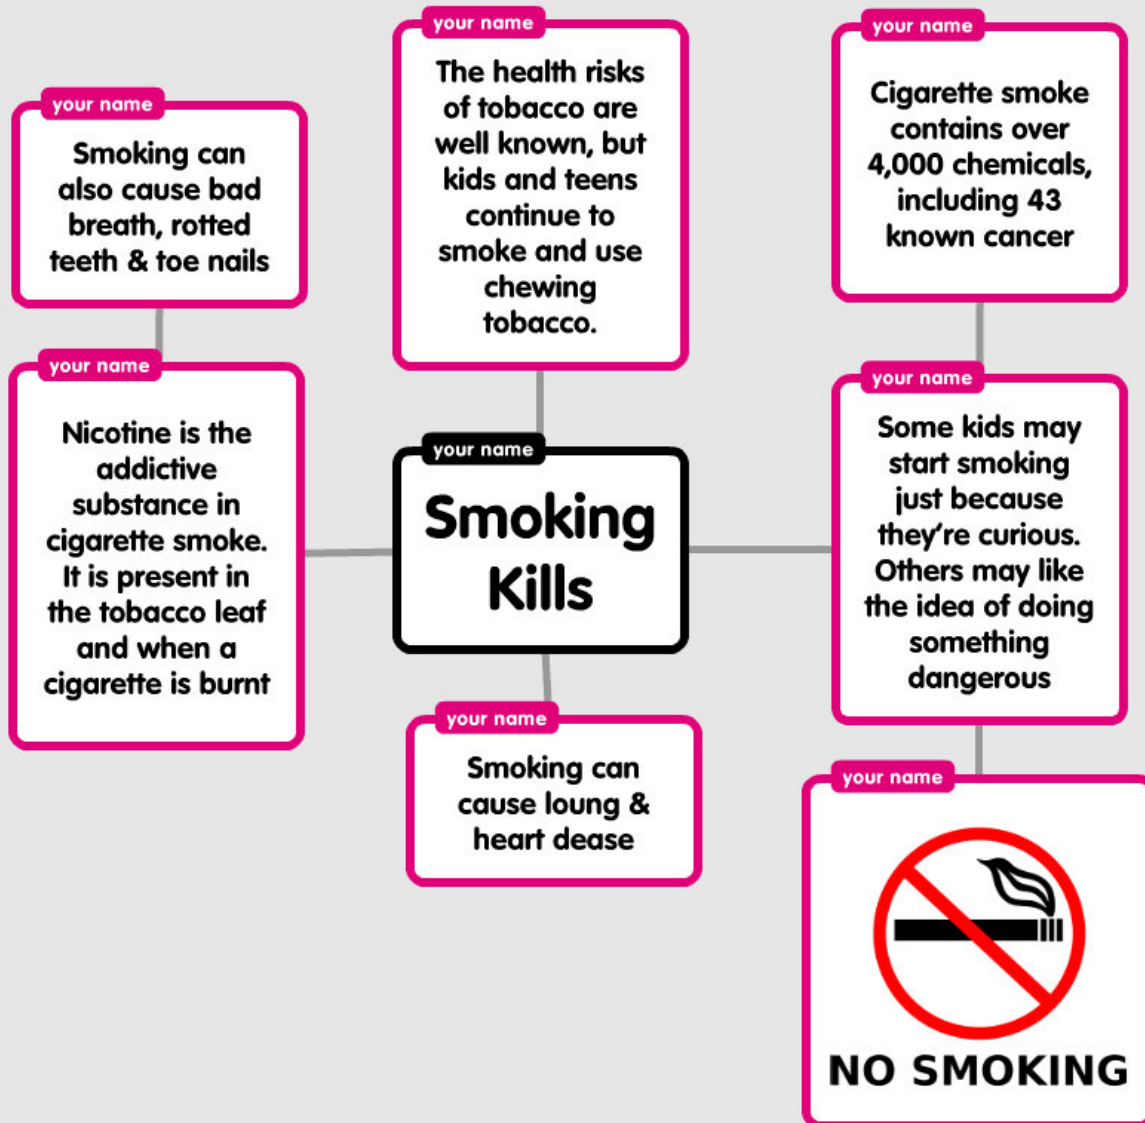 your name
Smoking can
also cause bad
breath, rotted
teeth & toe nails
your name
Nicotine is the
addictive
substance in
cigarette smoke.
It is present in
the tobacco leaf
and when a
cigarette is burnt
your name
The health risks
of tobacco are
well known, but
kids and teens
continue to
smoke and use
chewing
tobacco.
your name
Smoking
Kills
your name
Smoking can
cause loung &
heart dease
your name
Cigarette smoke
contains over
4,000 chemicals,
including 43
known cancer
your name
Some kids may
start smoking
just because
they're curious.
Others may like
the idea of doing
something
dangerous
your name
NO SMOKING